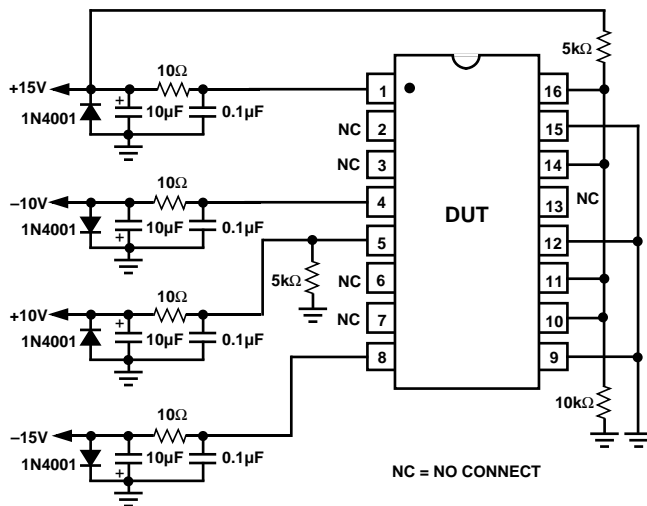 5kΩ
+15V
10Ω
+
1N4001
10µF
0.1µF
1
16
NC
2
15
NC
3
14
–10V
10Ω
4
13
NC
1N4001
10µF
+
0.1µF
DUT
5
12
5kΩ
+10V
10Ω
NC
6
11
+
1N4001
10µF
0.1µF
NC
7
10
8
9
–15V
10Ω
10kΩ
1N4001
10µF
+
0.1µF
NC = NO CONNECT